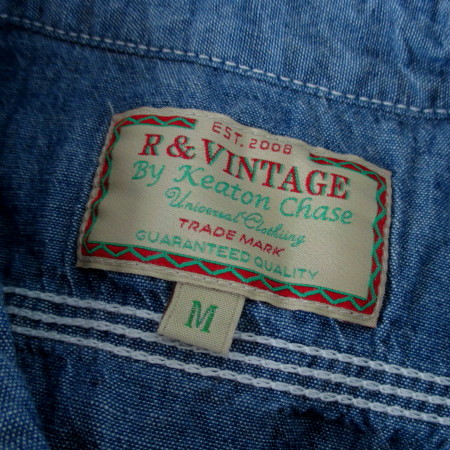 EST. 2008
R & VINTAGE
By Keaton Chase
Universal Clothing
TRADE MARK
GUARANTEED QUALITY
M